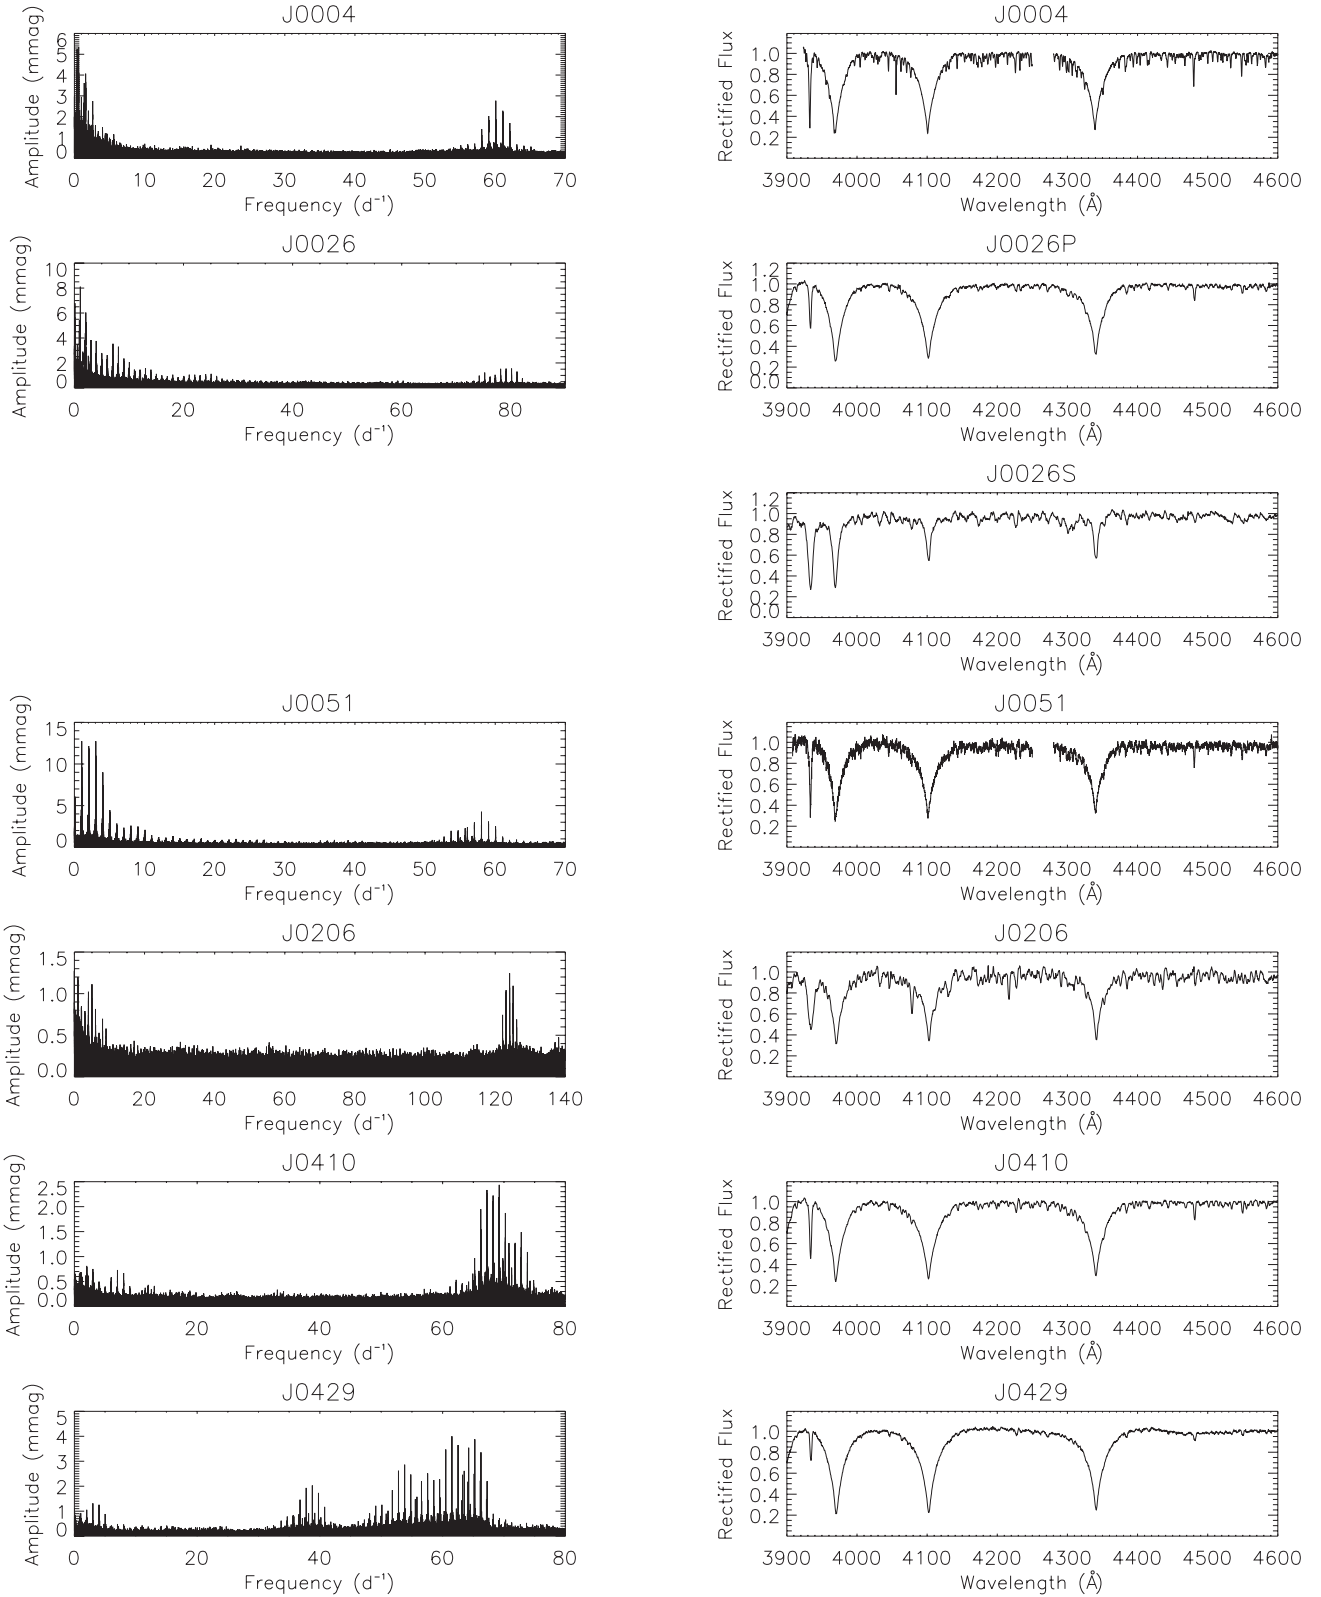 J0004
Amplitude (mmag)
6
5
4
3
2
1
0
0 10 20 30 40 50 60 70
Frequency (d⁻¹)
J0004
Rectified Flux
1.0
0.8
0.6
0.4
0.2
3900 4000 4100 4200 4300 4400 4500 4600
Wavelength (Å)
J0026
Amplitude (mmag)
10
8
6
4
2
0
0 20 40 60 80
Frequency (d⁻¹)
J0026P
Rectified Flux
1.2
1.0
0.8
0.6
0.4
0.2
0.0
3900 4000 4100 4200 4300 4400 4500 4600
Wavelength (Å)
J0026S
Rectified Flux
1.2
1.0
0.8
0.6
0.4
0.2
0.0
3900 4000 4100 4200 4300 4400 4500 4600
Wavelength (Å)
J0051
Amplitude (mmag)
15
10
5
0
0 10 20 30 40 50 60 70
Frequency (d⁻¹)
J0051
Rectified Flux
1.0
0.8
0.6
0.4
0.2
3900 4000 4100 4200 4300 4400 4500 4600
Wavelength (Å)
J0206
Amplitude (mmag)
1.5
1.0
0.5
0.0
0 20 40 60 80 100 120 140
Frequency (d⁻¹)
J0206
Rectified Flux
1.0
0.8
0.6
0.4
0.2
3900 4000 4100 4200 4300 4400 4500 4600
Wavelength (Å)
J0410
Amplitude (mmag)
2.5
2.0
1.5
1.0
0.5
0.0
0 20 40 60 80
Frequency (d⁻¹)
J0410
Rectified Flux
1.0
0.8
0.6
0.4
0.2
3900 4000 4100 4200 4300 4400 4500 4600
Wavelength (Å)
J0429
Amplitude (mmag)
5
4
3
2
1
0
0 20 40 60 80
Frequency (d⁻¹)
J0429
Rectified Flux
1.0
0.8
0.6
0.4
0.2
3900 4000 4100 4200 4300 4400 4500 4600
Wavelength (Å)